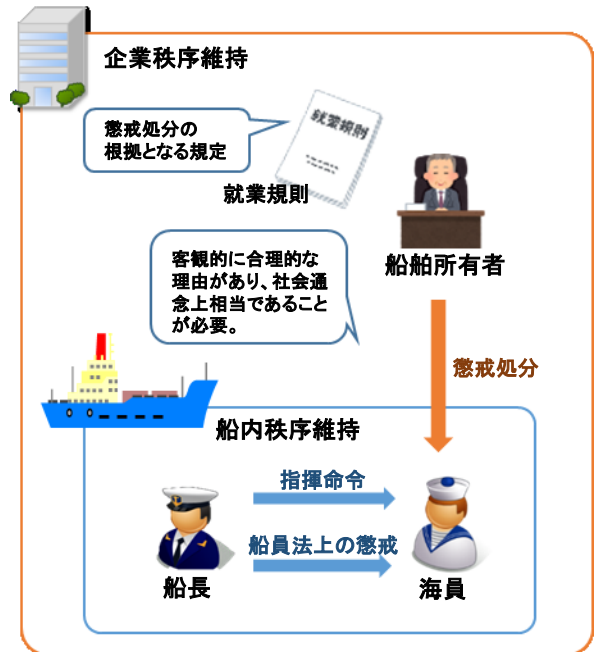 企業秩序維持
懲戒処分の
根拠となる規定
就業規則
就業規則
船舶所有者
客観的に合理的な
理由があり、社会通
念上相当であること
が必要。
懲戒処分
船内秩序維持
指揮命令
船員法上の懲戒
船長
海員